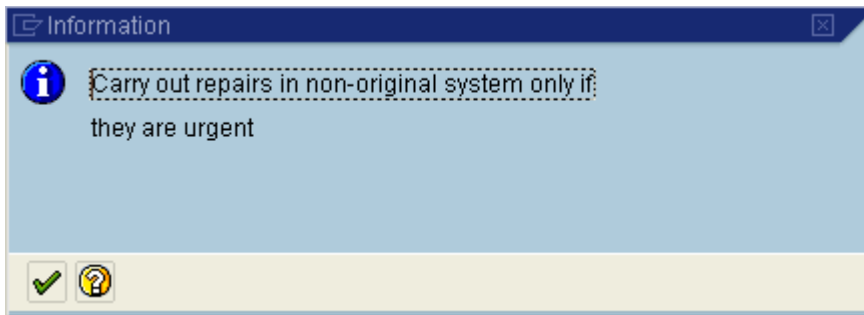 Information
Carry out repairs in non-original system only if
they are urgent